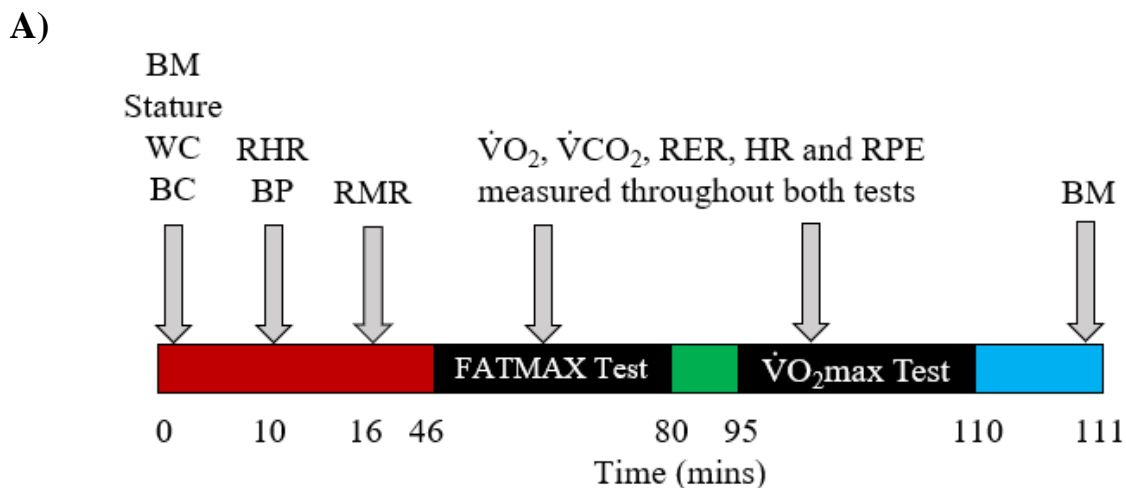 A)
BM
Stature
WC
BC
RHR
BP
RMR
V̇O₂, V̇CO₂, RER, HR and RPE
measured throughout both tests
BM
FATMAX Test
V̇O₂max Test
0 10 16 46 80 95 110 111
Time (mins)